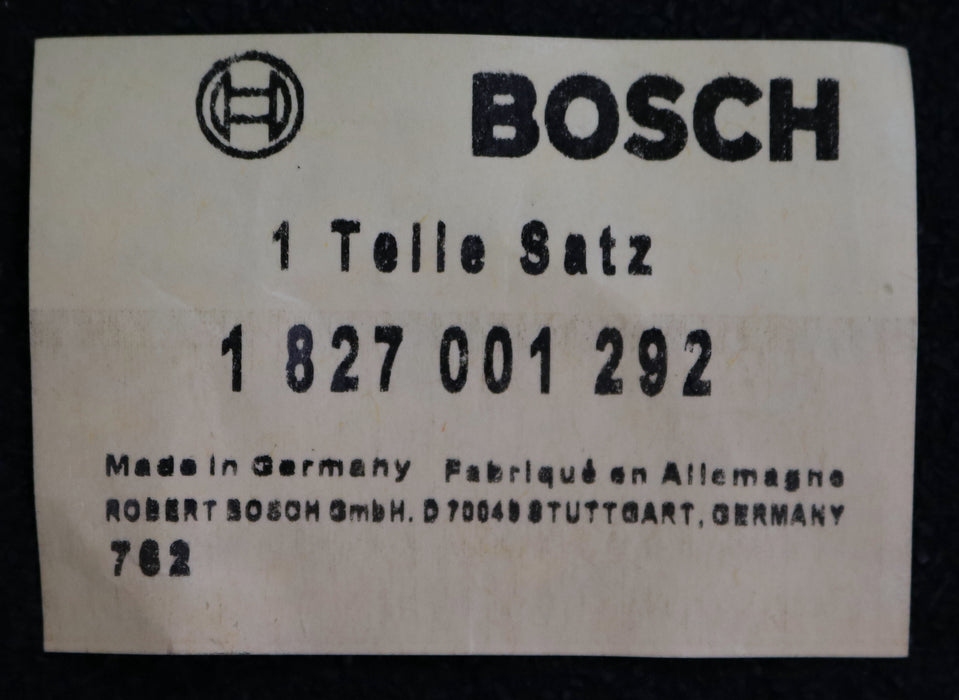 BOSCH
1 Teile Satz
1 827 001 292
Made in Germany Fabriqué en Allemagne
ROBERT BOSCH GmbH. D 70049 STUTTGART, GERMANY
762